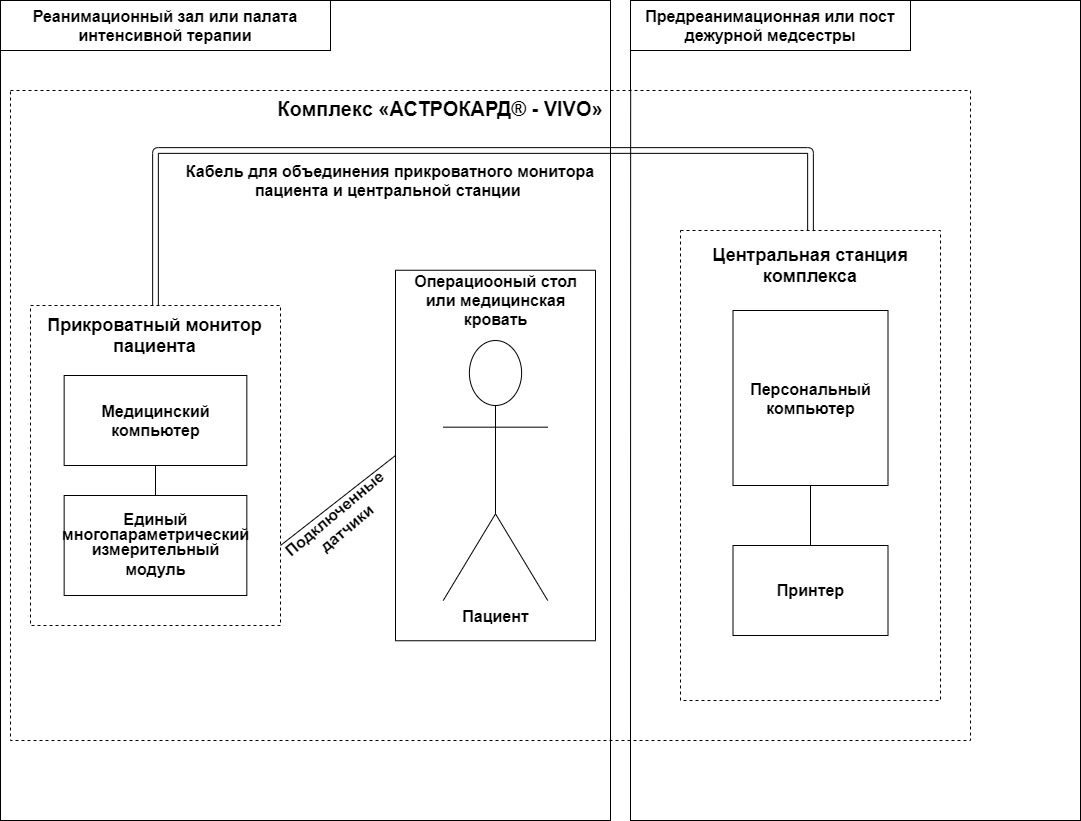 Реанимационный зал или палата
интенсивной терапии
Предреанимационная или пост
дежурной медсестры
Комплекс «АСТРОКАРД® - VIVO»
Кабель для объединения прикроватного монитора
пациента и центральной станции
Центральная станция
комплекса
Персональный
компьютер
Принтер
Прикроватный монитор
пациента
Медицинский
компьютер
Единый
многопараметрический
измерительный
модуль
Подключенные
датчики
Операциооный стол
или медицинская
кровать
Пациент